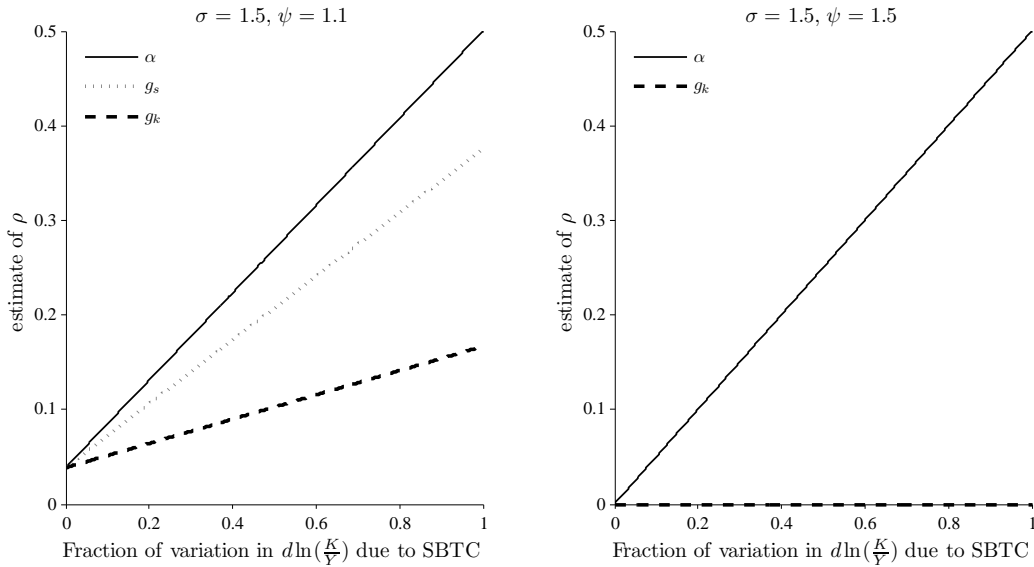 σ = 1.5, ψ = 1.1
0.5
0.4
0.3
0.2
0.1
0
estimate of ρ
α
g_s
g_k
0 0.2 0.4 0.6 0.8 1
Fraction of variation in d ln(K/Y) due to SBTC
σ = 1.5, ψ = 1.5
0.5
0.4
0.3
0.2
0.1
0
estimate of ρ
α
g_k
0 0.2 0.4 0.6 0.8 1
Fraction of variation in d ln(K/Y) due to SBTC